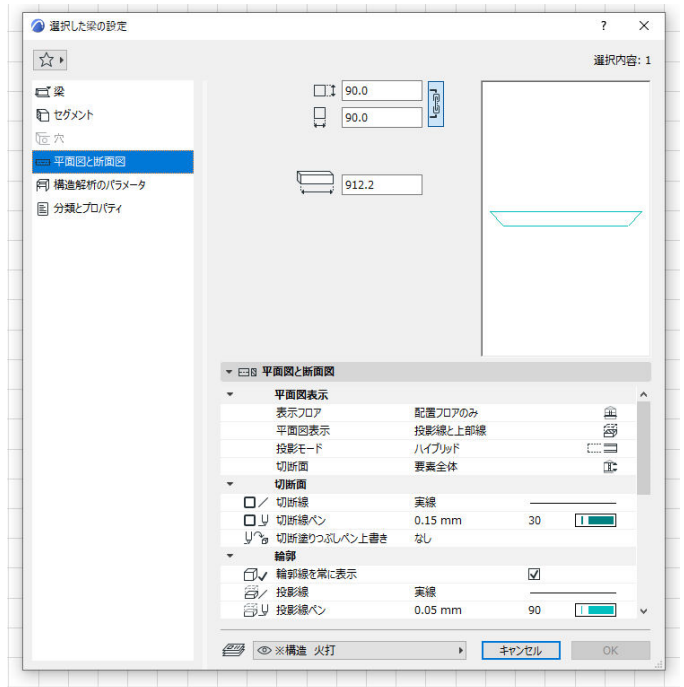 選択した梁の設定
? ×
選択内容: 1
梁
セグメント
穴
平面図と断面図
構造解析のパラメータ
分類とプロパティ
90.0
90.0
912.2
平面図と断面図
平面図表示
表示フロア 配置フロアのみ
平面図表示 投影線と上部線
投影モード ハイブリッド
切断面 要素全体
切断面
切断線 実線
切断線ペン 0.15 mm 30
切断塗りつぶしペン上書き なし
輪郭
輪郭線を常に表示
投影線 実線
投影線ペン 0.05 mm 90
※構造 火打
キャンセル
OK